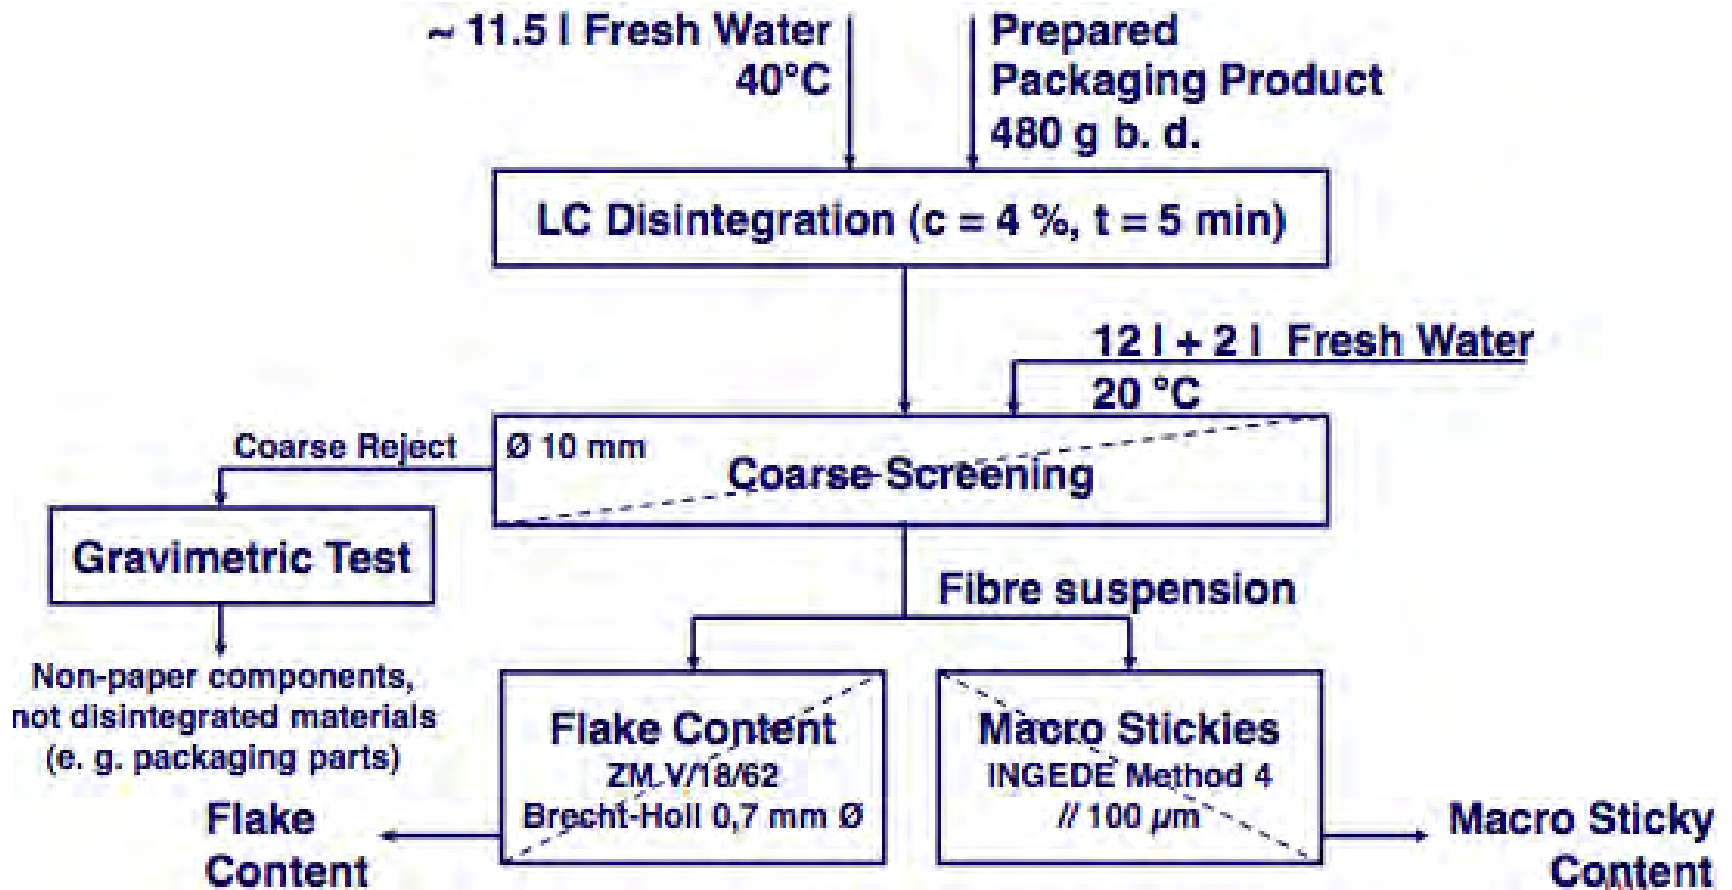 ~ 11.5 l Fresh Water
40°C
Prepared
Packaging Product
480 g b. d.
LC Disintegration (c = 4 %, t = 5 min)
12 l + 2 l Fresh Water
20 °C
Coarse Reject
Ø 10 mm
Coarse Screening
Gravimetric Test
Fibre suspension
Non-paper components,
not disintegrated materials
(e. g. packaging parts)
Flake Content
ZM V/18/62
Brecht-Holl 0,7 mm Ø
Macro Stickies
INGEDE Method 4
// 100 µm
Flake
Content
Macro Sticky
Content